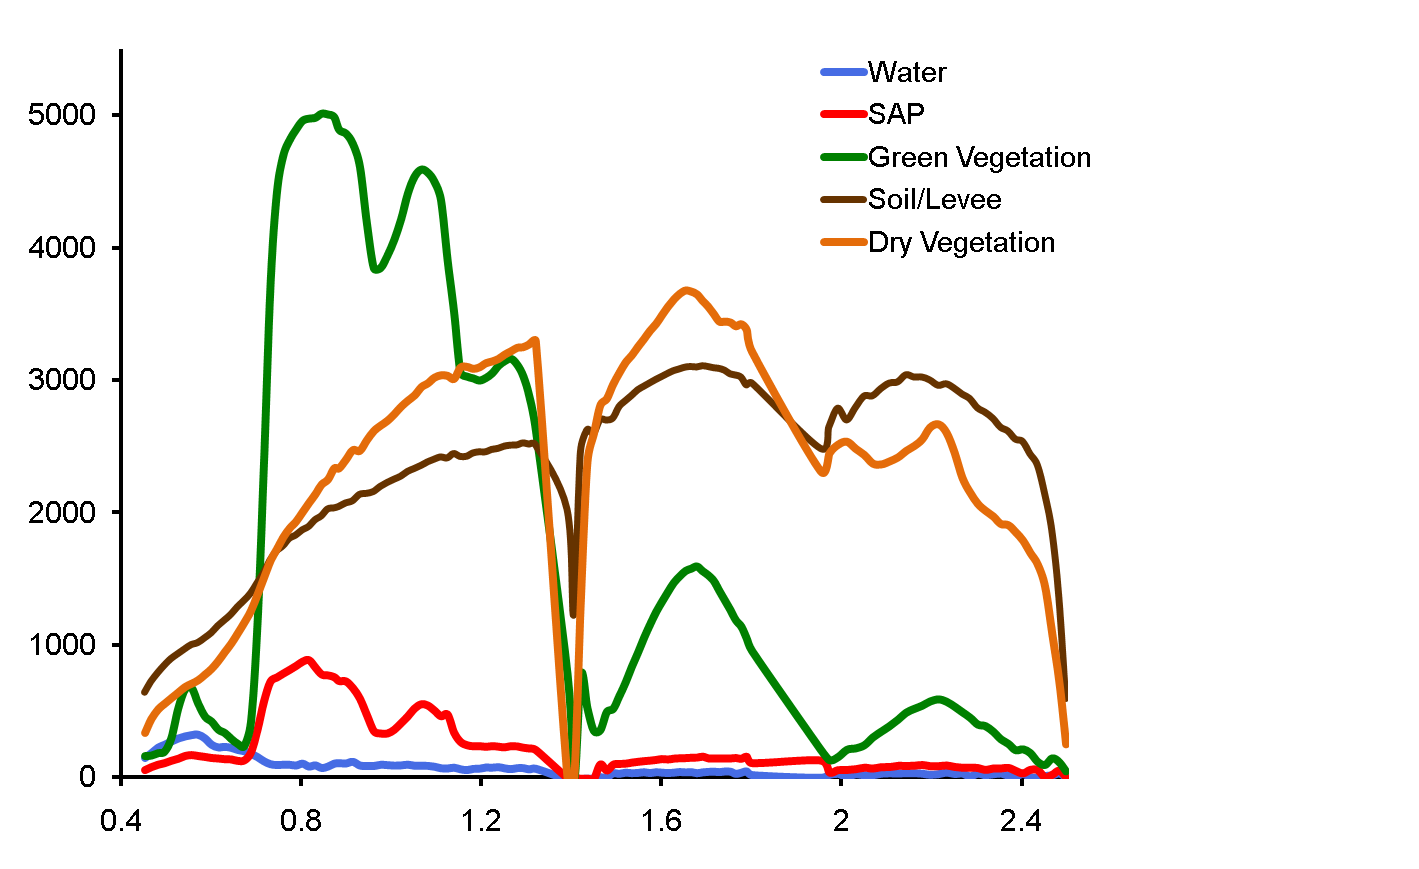 Water
SAP
Green Vegetation
Soil/Levee
Dry Vegetation
5000
4000
3000
2000
1000
0
0.4 0.8 1.2 1.6 2 2.4